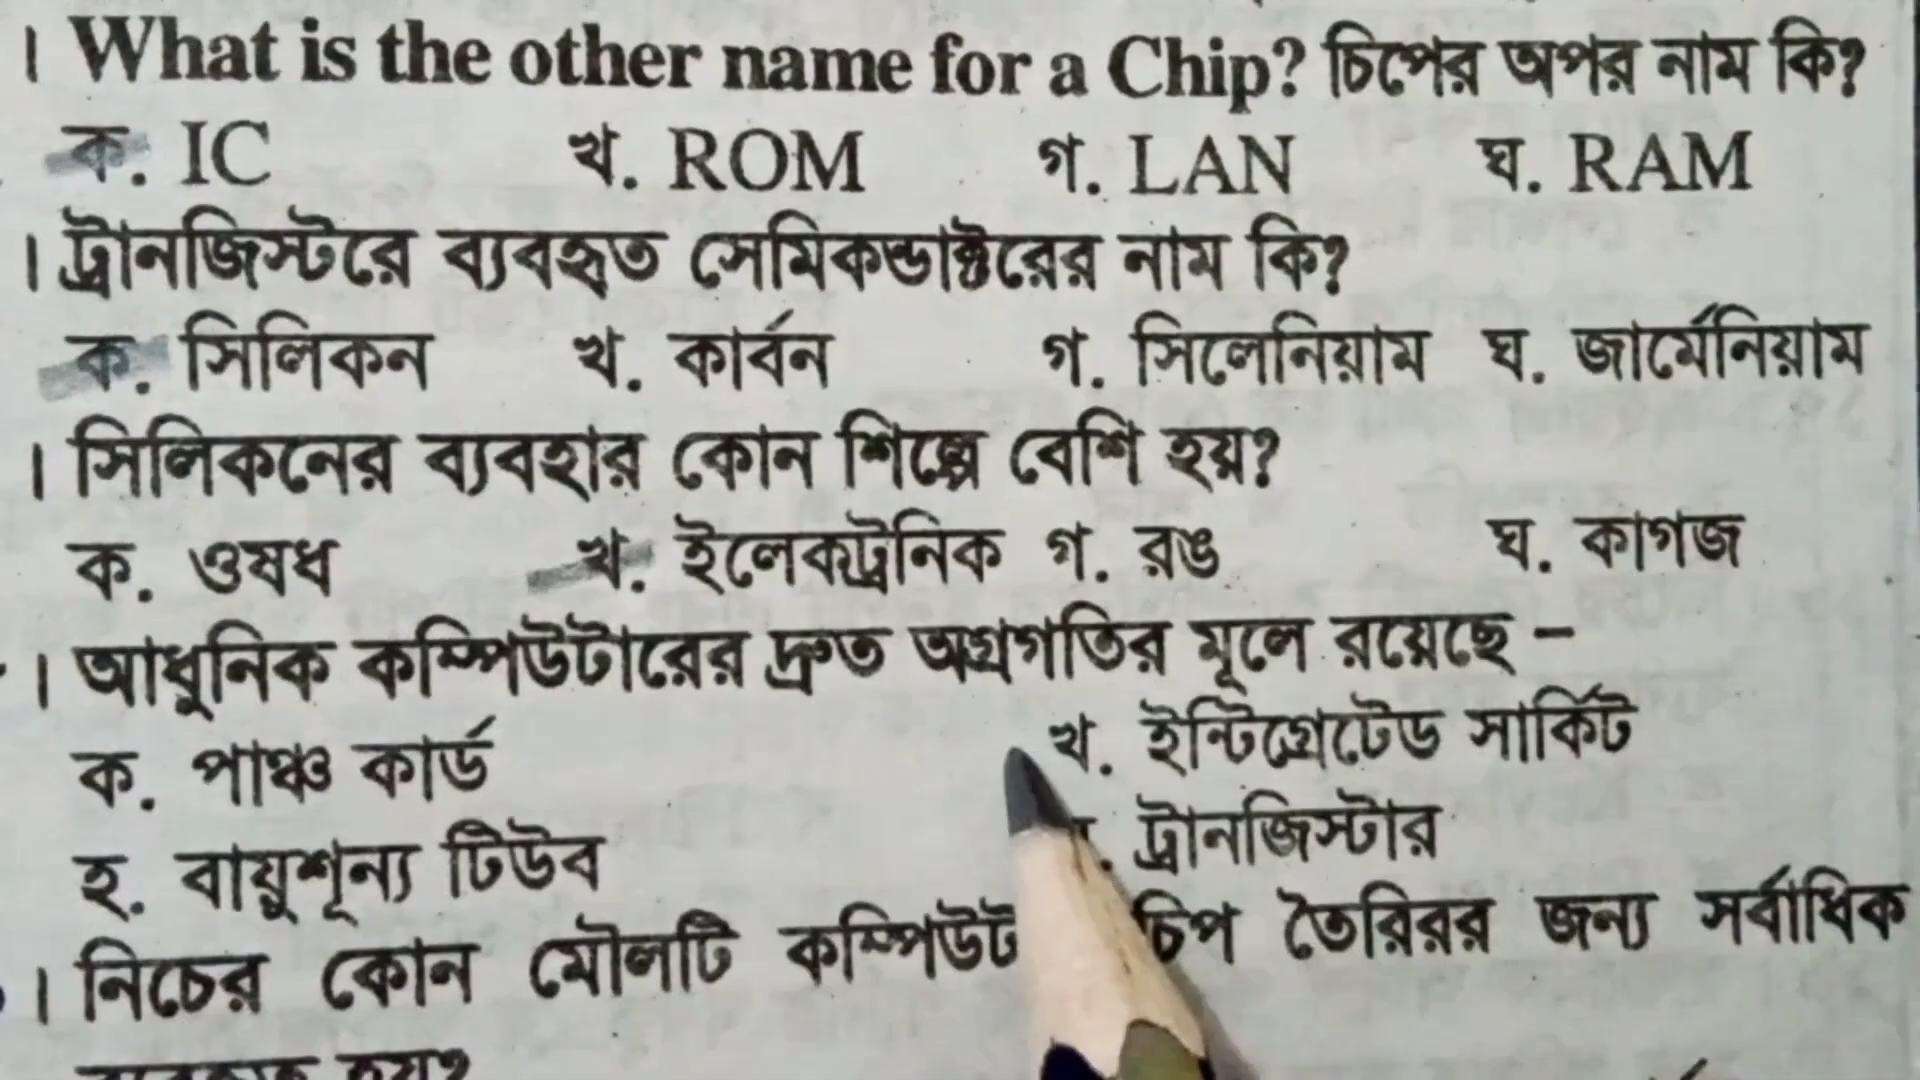 । What is the other name for a Chip? চিপের অপর নাম কি?
ক. IC খ. ROM গ. LAN ঘ. RAM
। ট্রানজিস্টরে ব্যবহৃত সেমিকন্ডাক্টরের নাম কি?
ক. সিলিকন খ. কার্বন গ. সিলেনিয়াম ঘ. জার্মেনিয়াম
। সিলিকনের ব্যবহার কোন শিল্পে বেশি হয়?
ক. ওষধ খ. ইলেকট্রনিক গ. রঙ ঘ. কাগজ
। আধুনিক কম্পিউটারের দ্রুত অগ্রগতির মূলে রয়েছে –
ক. পাঞ্চ কার্ড খ. ইন্টিগ্রেটেড সার্কিট
হ. বায়ুশূন্য টিউব ট্রানজিস্টার
। নিচের কোন মৌলটি কম্পিউট চিপ তৈরিরর জন্য সর্বাধিক